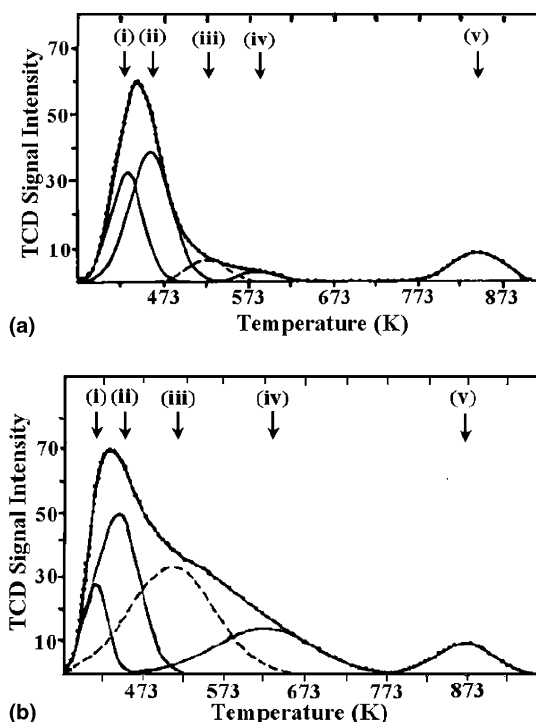 (i) (ii) (iii) (iv) (v)
70
50
30
10
TCD Signal Intensity
473 573 673 773 873
Temperature (K)
(a)
(i) (ii) (iii) (iv) (v)
70
50
30
10
TCD Signal Intensity
473 573 673 773 873
Temperature (K)
(b)